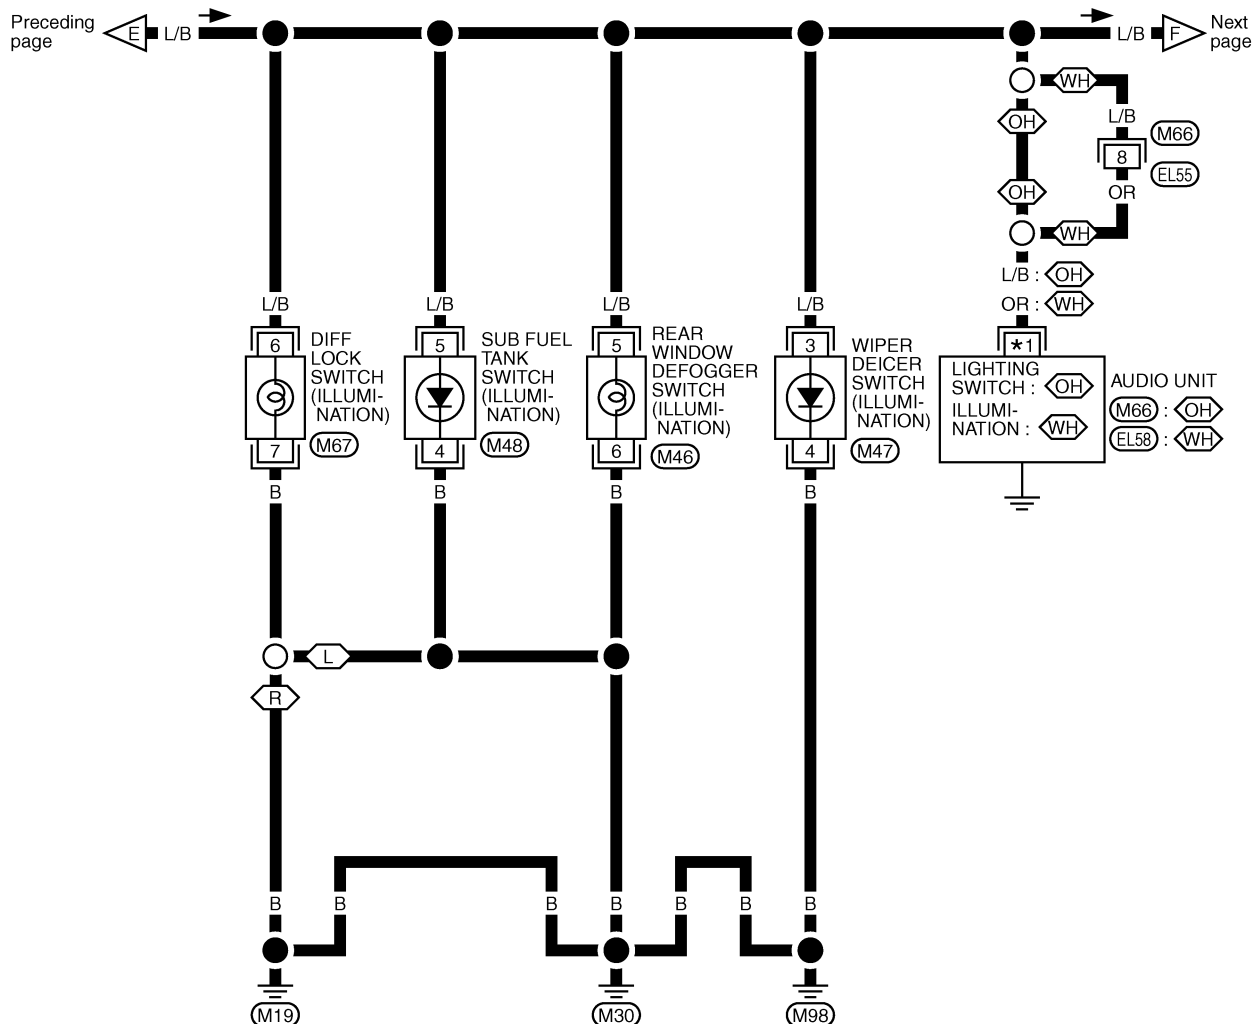 Preceding
page
E
L/B
L/B
F
Next
page
WH
OH
L/B
M66
8
EL55
OH
OR
WH
L/B : OH
OR : WH
L/B
L/B
L/B
L/B
6
DIFF
LOCK
SWITCH
(ILLUMI-
NATION)
7
M67
5
SUB FUEL
TANK
SWITCH
(ILLUMI-
NATION)
4
M48
5
REAR
WINDOW
DEFOGGER
SWITCH
(ILLUMI-
NATION)
6
M46
3
WIPER
DEICER
SWITCH
(ILLUMI-
NATION)
4
M47
*1
LIGHTING
SWITCH : OH
ILLUMI-
NATION : WH
AUDIO UNIT
M66 : OH
EL58 : WH
B
B
B
B
L
R
B
B
B
B
B
B
B
M19
M30
M98